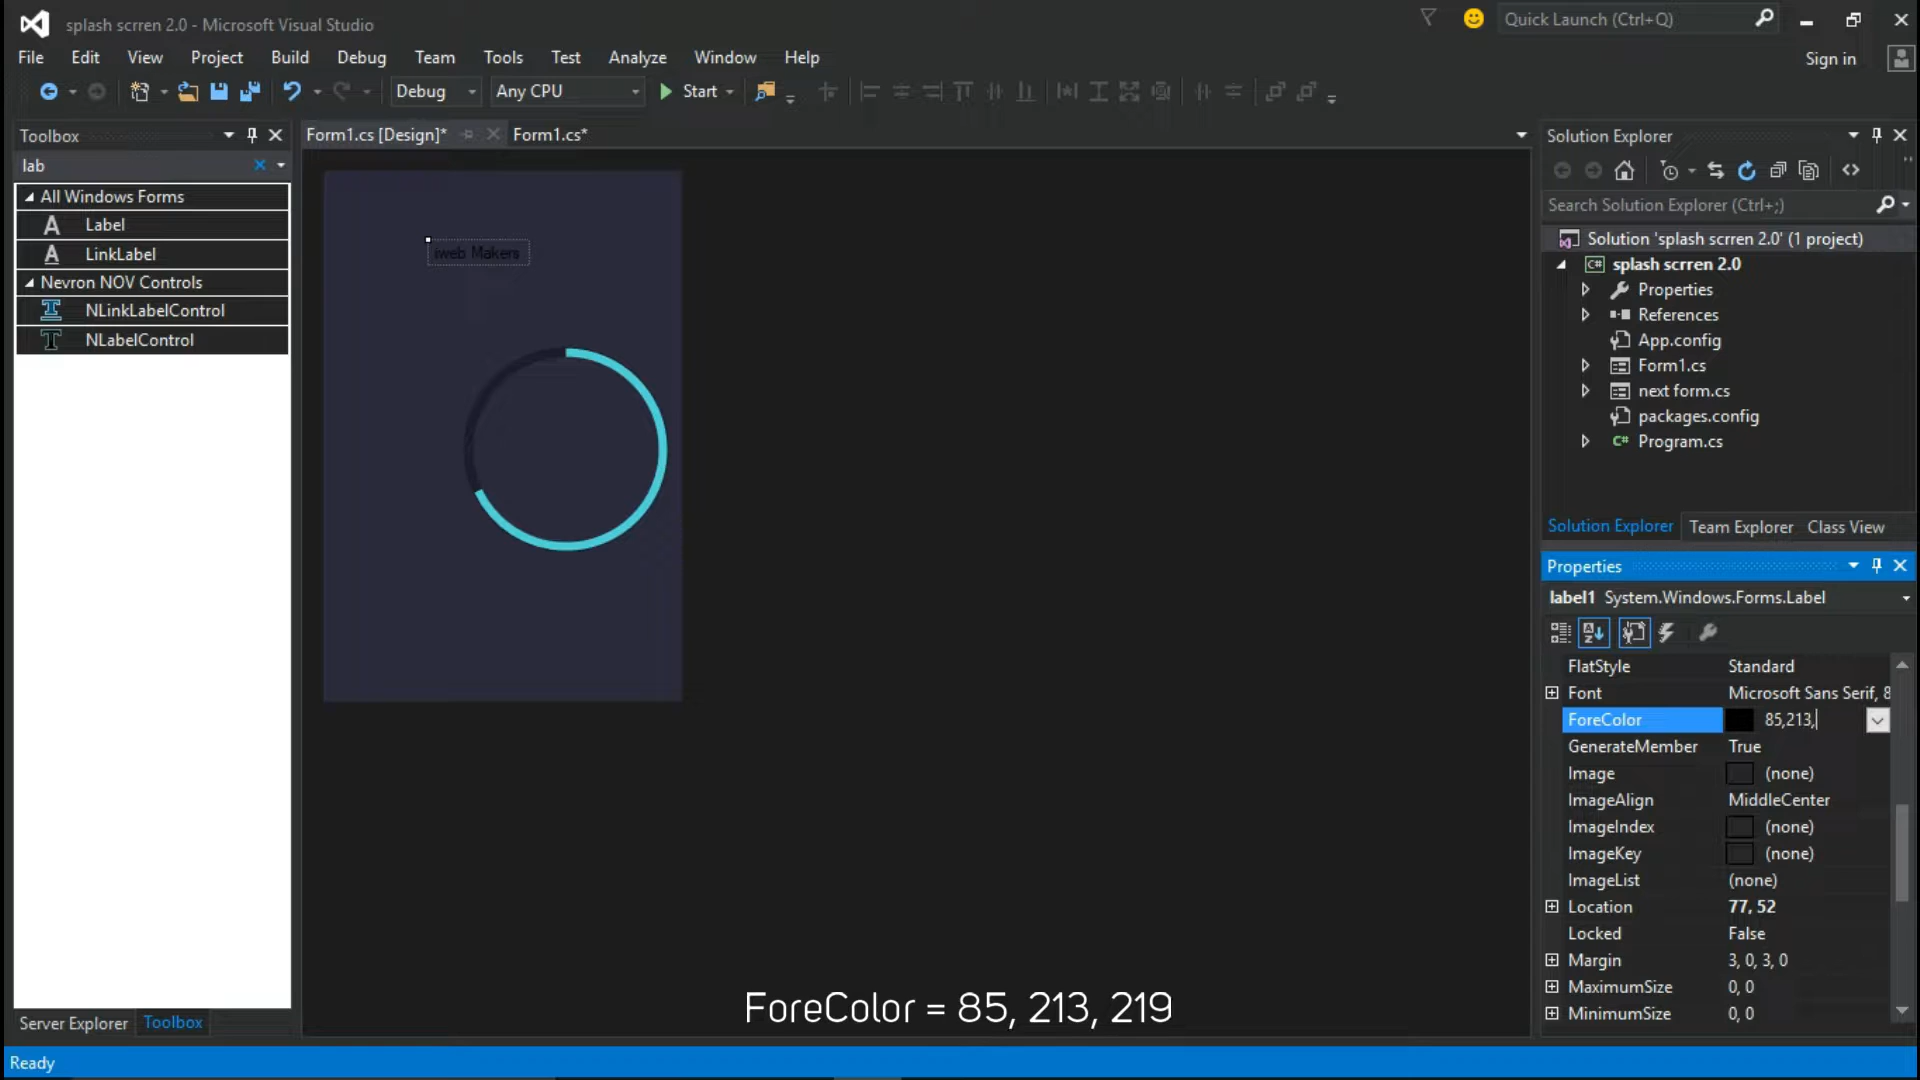 splash scrren 2.0 - Microsoft Visual Studio
Quick Launch (Ctrl+Q)
File Edit View Project Build Debug Team Tools Test Analyze Window Help
Sign in
Debug Any CPU Start
Toolbox
lab
All Windows Forms
Label
LinkLabel
Nevron NOV Controls
NLinkLabelControl
NLabelControl
Server Explorer Toolbox
Form1.cs [Design]* Form1.cs*
iweb Makers
ForeColor = 85, 213, 219
Solution Explorer
Search Solution Explorer (Ctrl+;)
Solution 'splash scrren 2.0' (1 project)
C# splash scrren 2.0
Properties
References
App.config
Form1.cs
next form.cs
packages.config
C# Program.cs
Solution Explorer Team Explorer Class View
Properties
label1 System.Windows.Forms.Label
FlatStyle Standard
Font Microsoft Sans Serif, 8
ForeColor 85,213,
GenerateMember True
Image (none)
ImageAlign MiddleCenter
ImageIndex (none)
ImageKey (none)
ImageList (none)
Location 77, 52
Locked False
Margin 3, 0, 3, 0
MaximumSize 0, 0
MinimumSize 0, 0
Ready